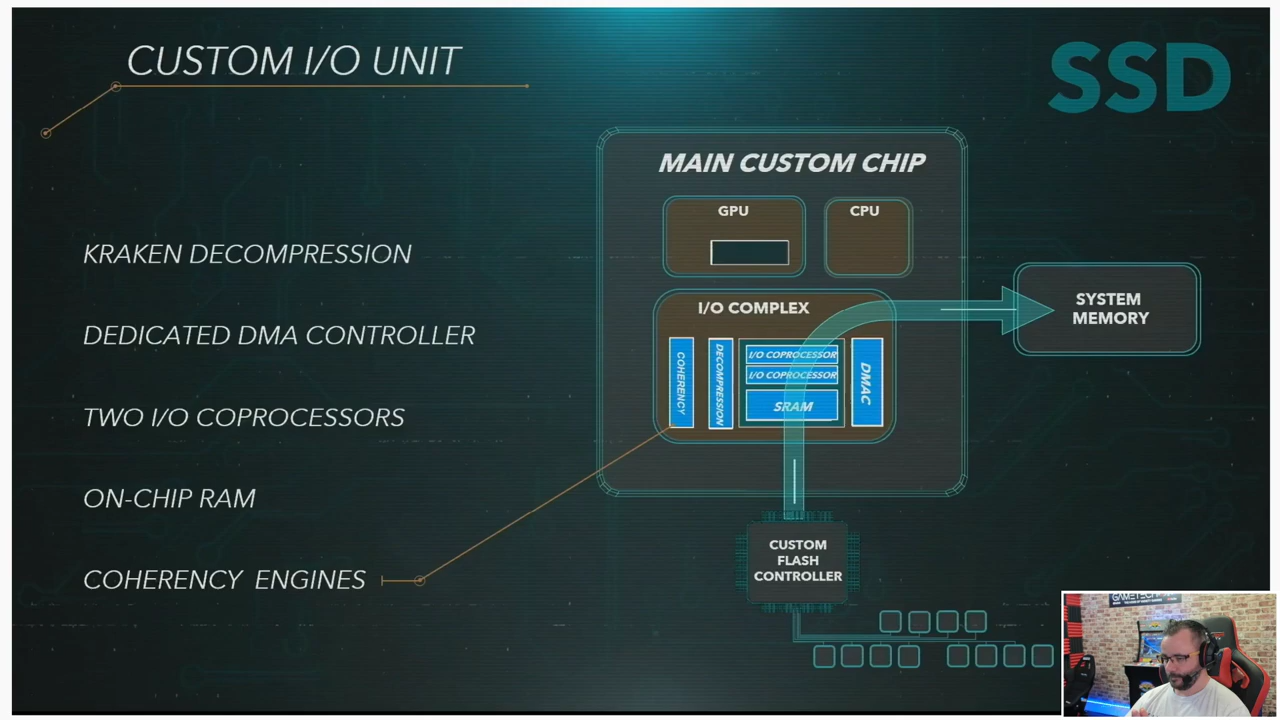 CUSTOM I/O UNIT
SSD
KRAKEN DECOMPRESSION
DEDICATED DMA CONTROLLER
TWO I/O COPROCESSORS
ON-CHIP RAM
COHERENCY ENGINES
MAIN CUSTOM CHIP
GPU
CPU
I/O COMPLEX
COHERENCY
DECOMPRESSION
I/O COPROCESSOR
I/O COPROCESSOR
SRAM
DMAC
SYSTEM
MEMORY
CUSTOM
FLASH
CONTROLLER